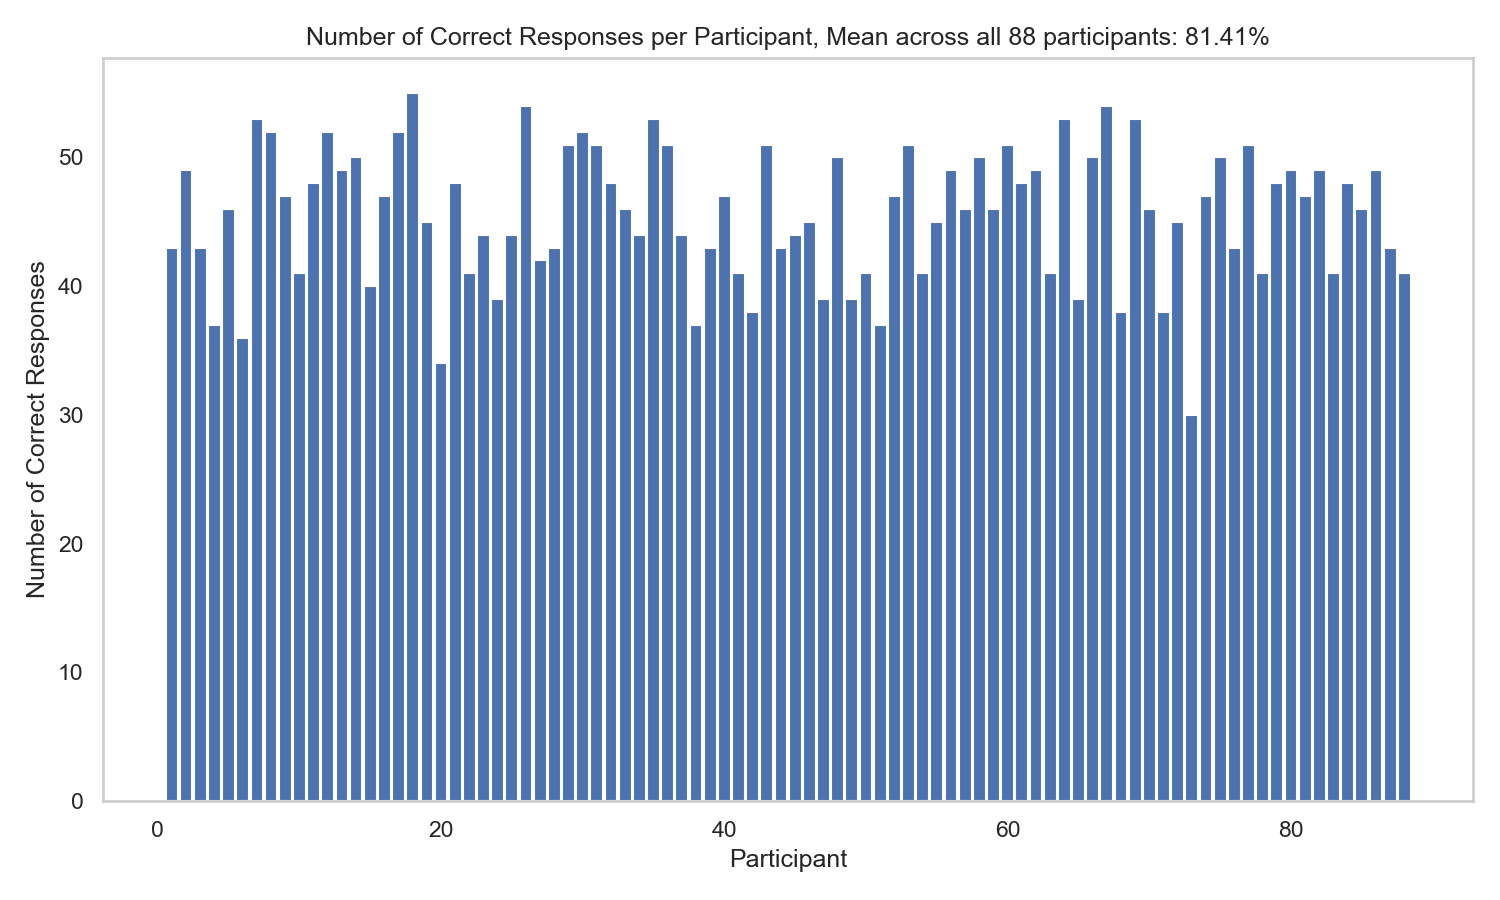 Number of Correct Responses per Participant, Mean across all 88 participants: 81.41%
Number of Correct Responses
50
40
30
20
10
0
0 20 40 60 80
Participant